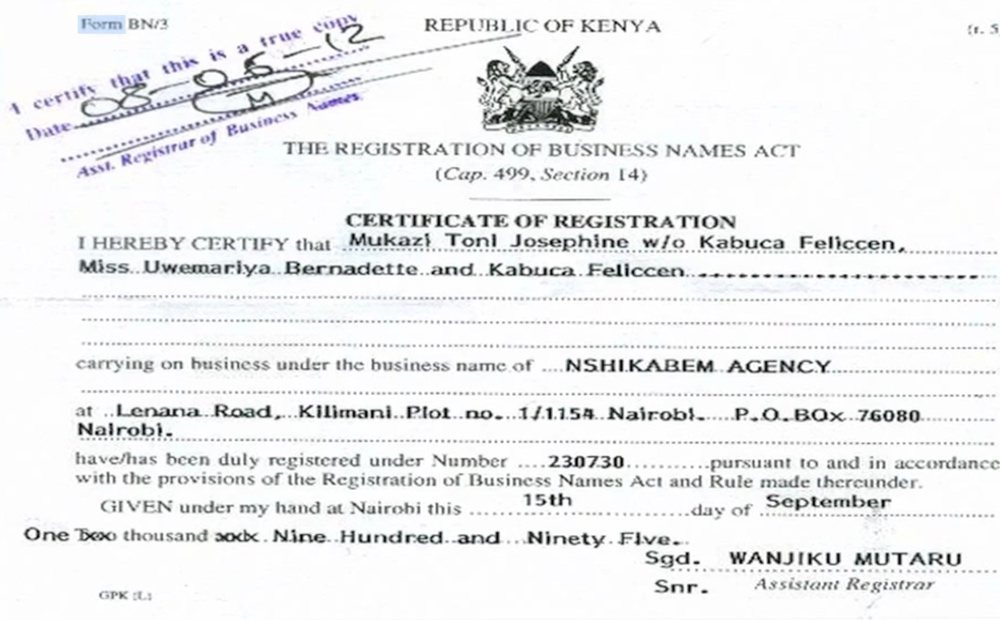 Form BN/3
REPUBLIC OF KENYA
(r. 5
I certify that this is a true copy
Date 08-05-12
M
Asst. Registrar of Business Names
THE REGISTRATION OF BUSINESS NAMES ACT
(Cap. 499, Section 14)
CERTIFICATE OF REGISTRATION
I HEREBY CERTIFY that Mukazi Toni Josephine w/o Kabuca Feliccen,
Miss Uwemariya Bernadette and Kabuca Feliccen
carrying on business under the business name of NSHIKABEM AGENCY
at Lenana Road, Kilimani Plot no. 1/1154 Nairobi. P.O.BOx 76080
Nairobi.
have/has been duly registered under Number 230730 pursuant to and in accordance
with the provisions of the Registration of Business Names Act and Rule made thereunder.
GIVEN under my hand at Nairobi this 15th day of September
One thousand Nine Hundred and Ninety Five.
Sgd. WANJIKU MUTARU
Snr. Assistant Registrar
GPK (L)